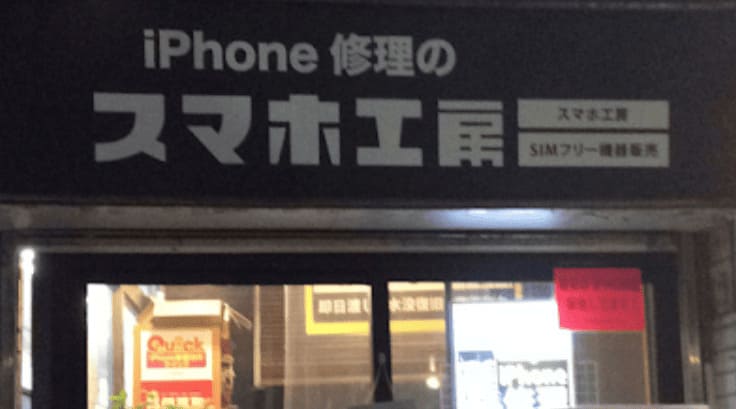 iPhone 修理の
スマホ工房
スマホ工房
SIMフリー機器販売
即日渡し 水没復旧
Quick
iPhone